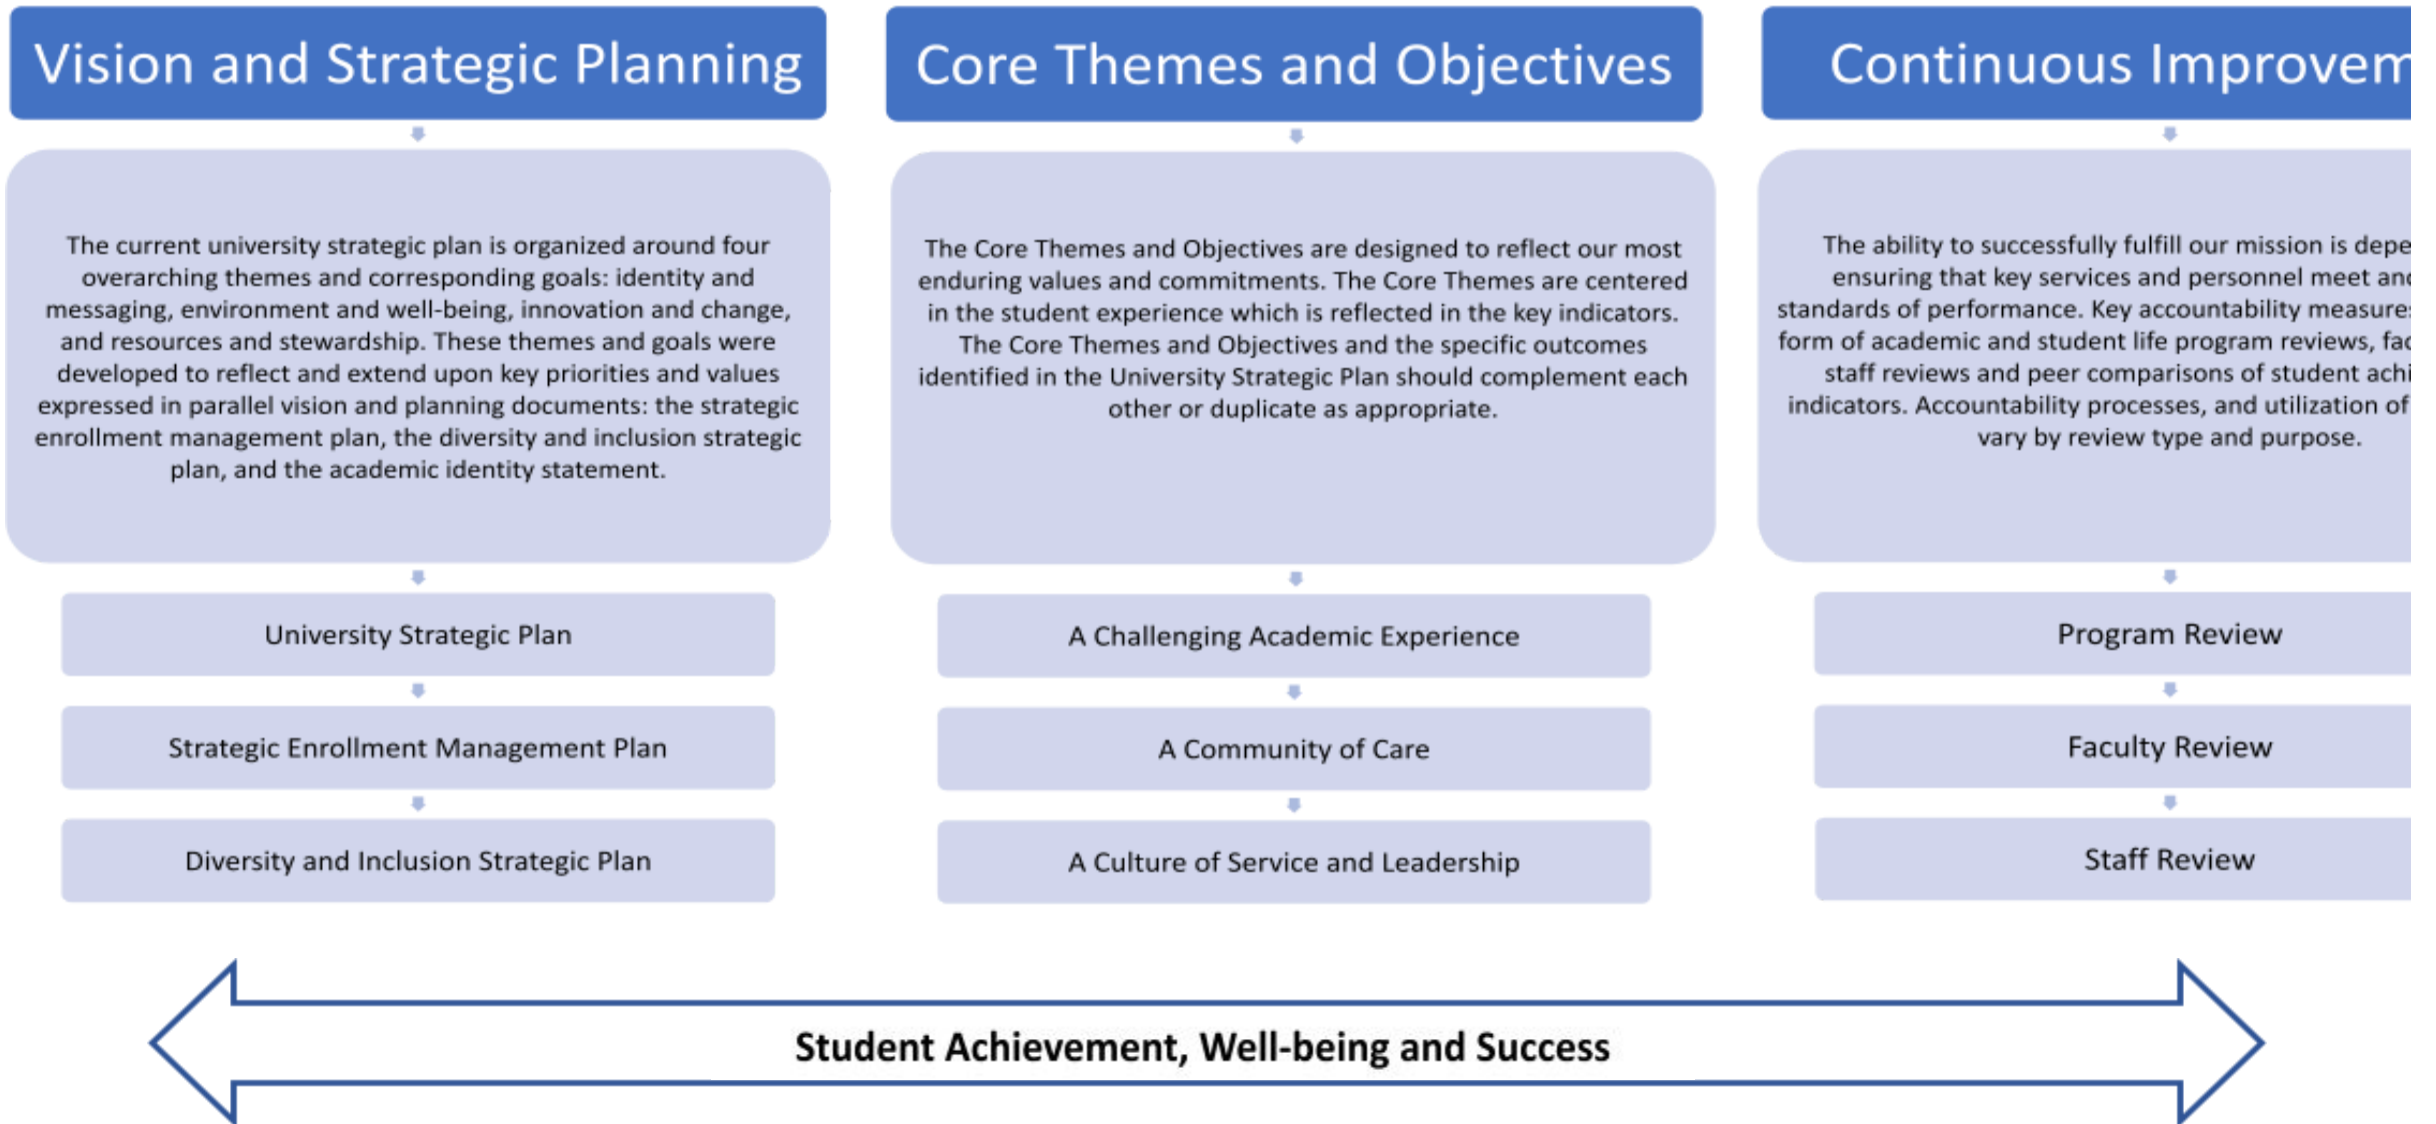 Vision and Strategic Planning
The current university strategic plan is organized around four
overarching themes and corresponding goals: identity and
messaging, environment and well-being, innovation and change,
and resources and stewardship. These themes and goals were
developed to reflect and extend upon key priorities and values
expressed in parallel vision and planning documents: the strategic
enrollment management plan, the diversity and inclusion strategic
plan, and the academic identity statement.
University Strategic Plan
Strategic Enrollment Management Plan
Diversity and Inclusion Strategic Plan
Core Themes and Objectives
The Core Themes and Objectives are designed to reflect our most
enduring values and commitments. The Core Themes are centered
in the student experience which is reflected in the key indicators.
The Core Themes and Objectives and the specific outcomes
identified in the University Strategic Plan should complement each
other or duplicate as appropriate.
A Challenging Academic Experience
A Community of Care
A Culture of Service and Leadership
Continuous
The ability to successfully fulfill our mission is
ensuring that key services and personnel meet
standards of performance. Key accountability
form of academic and student life program reviews,
staff reviews and peer comparisons of student
indicators. Accountability processes, and utilization of
vary by review type and purpose.
Program Review
Faculty Review
Staff Review
Student Achievement, Well-being and Success